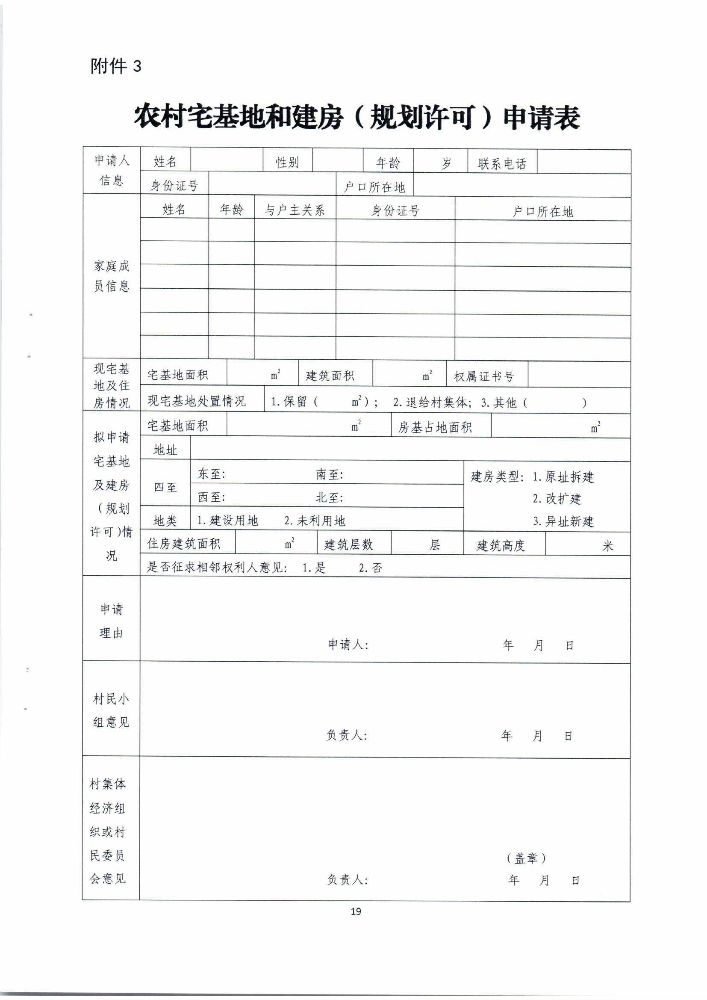 附件 3
农村宅基地和建房（规划许可）申请表
申请人
信息
姓名 性别 年龄 岁 联系电话
身份证号 户口所在地
家庭成
员信息
姓名 年龄 与户主关系 身份证号 户口所在地
现宅基
地及住
房情况
宅基地面积 m² 建筑面积 m² 权属证书号
现宅基地处置情况 1.保留（ m²）； 2.退给村集体；3.其他（ ）
拟申请
宅基地
及建房
（规划
许可）情
况
宅基地面积 m² 房基占地面积 m²
地址
四至
东至： 南至：
西至： 北至：
建房类型：1.原址拆建
2.改扩建
3.异址新建
地类 1.建设用地 2.未利用地
住房建筑面积 m² 建筑层数 层 建筑高度 米
是否征求相邻权利人意见： 1.是 2.否
申请
理由
申请人： 年 月 日
村民小
组意见
负责人： 年 月 日
村集体
经济组
织或村
民委员
会意见
（盖章）
负责人： 年 月 日
19